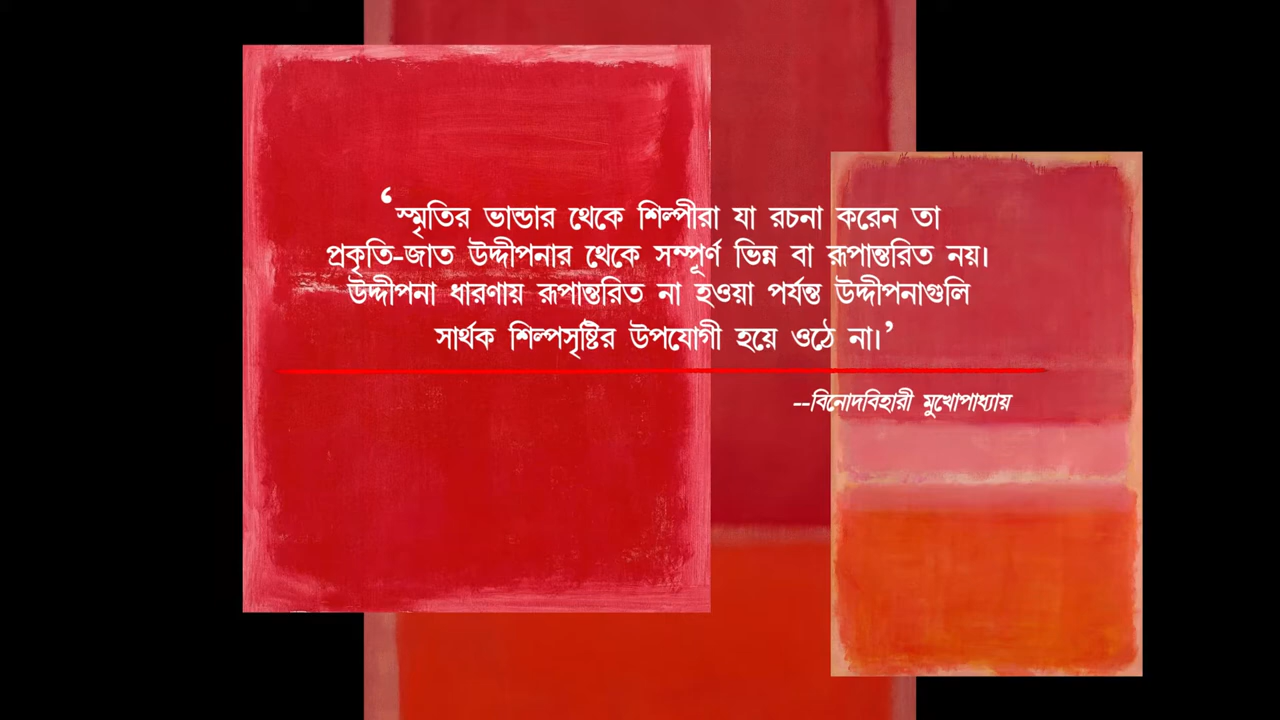 ‘স্মৃতির ভান্ডার থেকে শিল্পীরা যা রচনা করেন তা
প্রকৃতি-জাত উদ্দীপনার থেকে সম্পূর্ণ ভিন্ন বা রূপান্তরিত নয়।
উদ্দীপনা ধারণায় রূপান্তরিত না হওয়া পর্যন্ত উদ্দীপনাগুলি
সার্থক শিল্পসৃষ্টির উপযোগী হয়ে ওঠে না।’
--বিনোদবিহারী মুখোপাধ্যায়